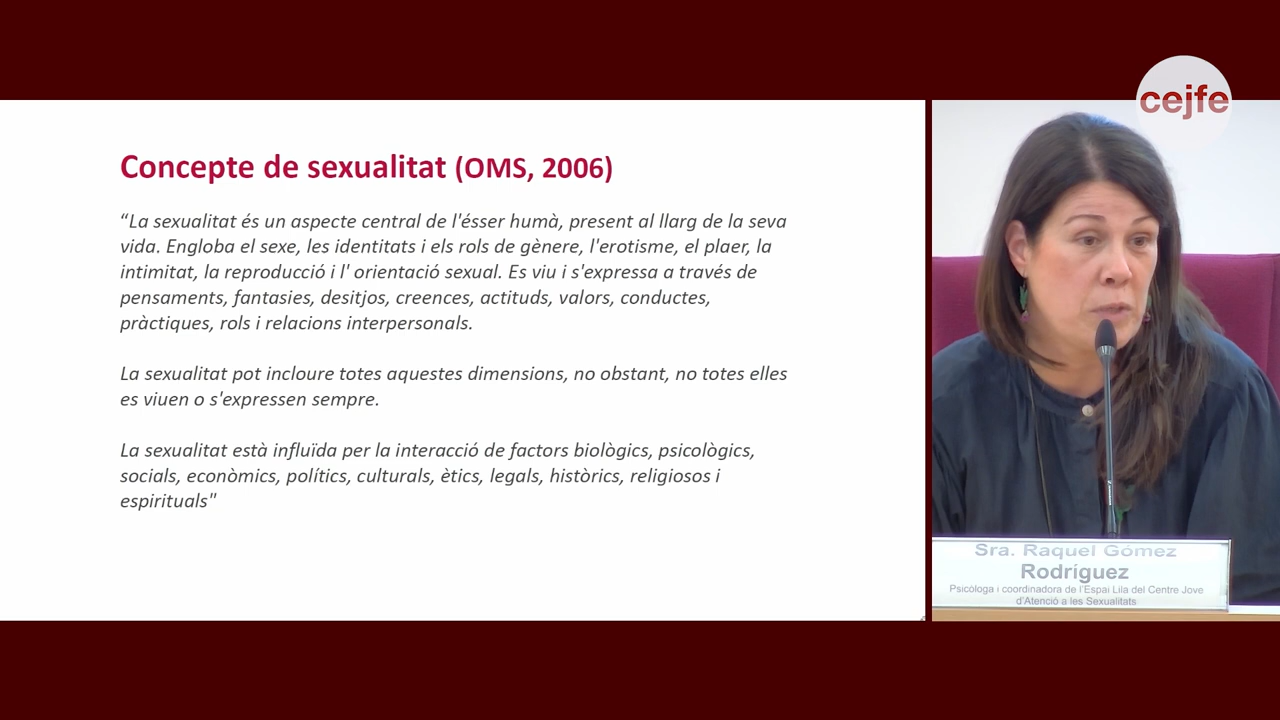 cejfe
Concepte de sexualitat (OMS, 2006)
“La sexualitat és un aspecte central de l'ésser humà, present al llarg de la seva
vida. Engloba el sexe, les identitats i els rols de gènere, l'erotisme, el plaer, la
intimitat, la reproducció i l' orientació sexual. Es viu i s'expressa a través de
pensaments, fantasies, desitjos, creences, actituds, valors, conductes,
pràctiques, rols i relacions interpersonals.
La sexualitat pot incloure totes aquestes dimensions, no obstant, no totes elles
es viuen o s'expressen sempre.
La sexualitat està influïda per la interacció de factors biològics, psicològics,
socials, econòmics, polítics, culturals, ètics, legals, històrics, religiosos i
espirituals"
Sra. Raquel Gómez
Rodríguez
Psicòloga i coordinadora de l'Espai Lila del Centre Jove
d'Atenció a les Sexualitats